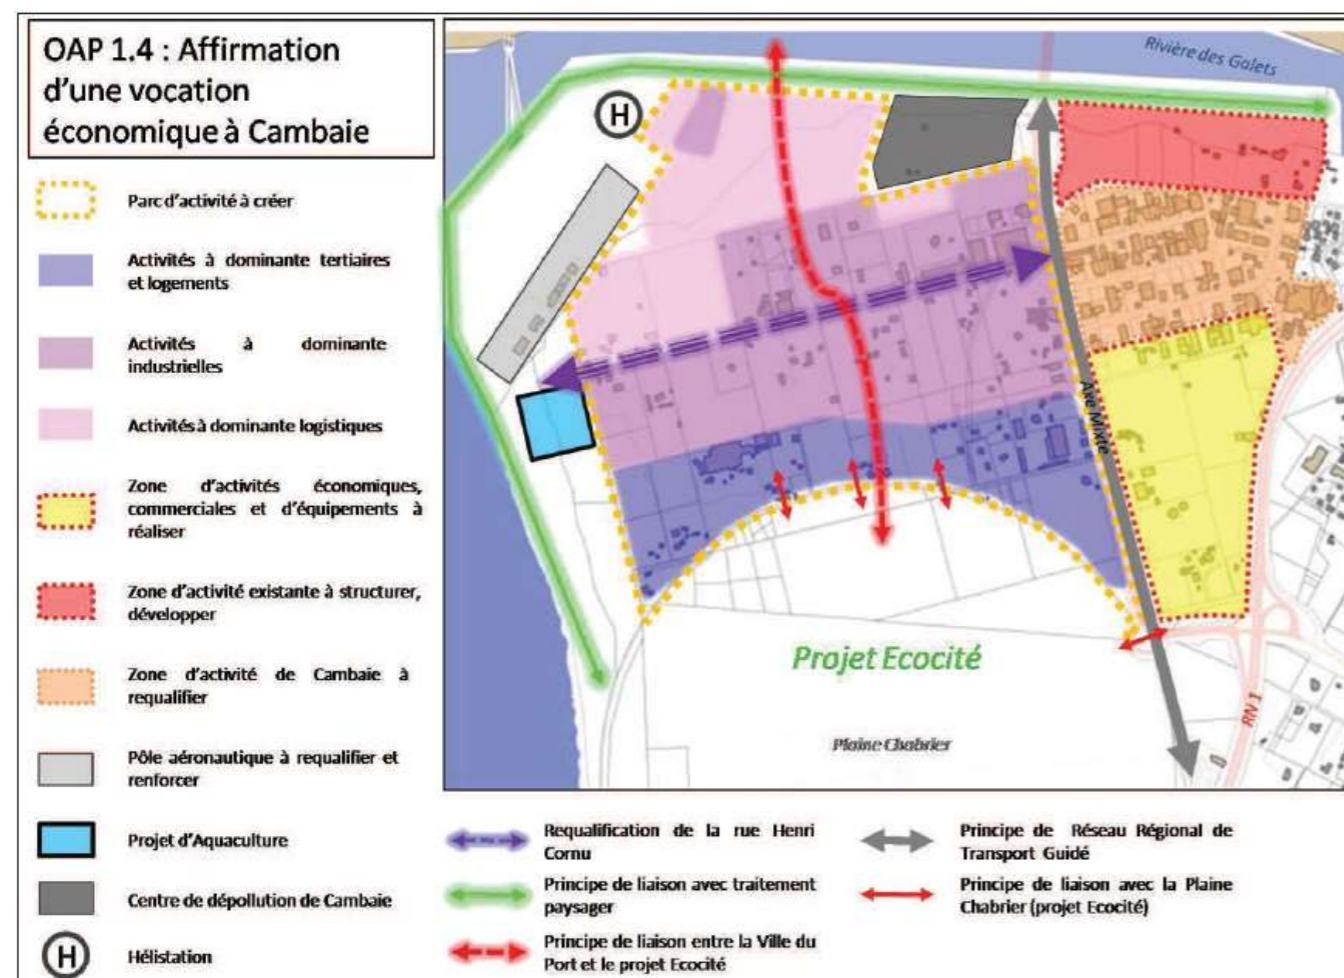 OAP 1.4 : Affirmation
d'une vocation
économique à Cambaie
Parc d'activité à créer
Activités à dominante tertiaires
et logements
Activités à dominante
industrielles
Activités à dominante logistiques
Zone d'activités économiques,
commerciales et d'équipements à
réaliser
Zone d'activité existante à structurer,
développer
Zone d'activité de Cambaie à
requalifier
Pôle aéronautique à requalifier et
renforcer
Projet d'Aquaculture
Centre de dépollution de Cambaie
H
Hélistation
Rivière des Galets
H
Axe Mixte
Projet Ecocité
Plaine Chabrier
RN 1
Requalification de la rue Henri
Cornu
Principe de liaison avec traitement
paysager
Principe de liaison entre la Ville du
Port et le projet Ecocité
Principe de Réseau Régional de
Transport Guidé
Principe de liaison avec la Plaine
Chabrier (projet Ecocité)